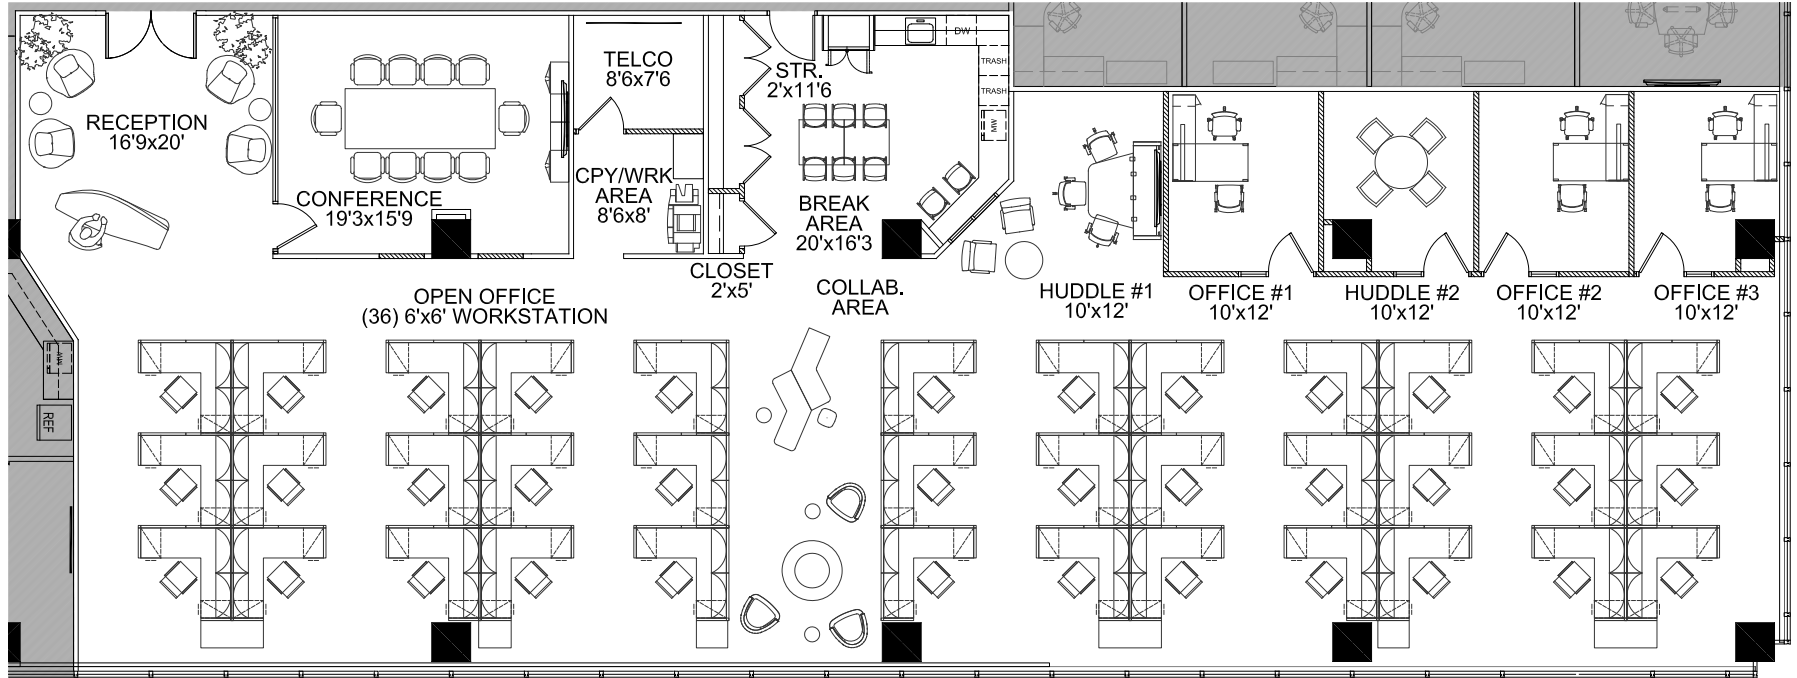 DW
TRASH
TRASH
MW
TELCO
8'6x7'6
STR.
2'x11'6
RECEPTION
16'9x20'
CPY/WRK
AREA
8'6x8'
CONFERENCE
19'3x15'9
BREAK
AREA
20'x16'3
CLOSET
2'x5'
COLLAB.
AREA
OPEN OFFICE
(36) 6'x6' WORKSTATION
HUDDLE #1
10'x12'
OFFICE #1
10'x12'
HUDDLE #2
10'x12'
OFFICE #2
10'x12'
OFFICE #3
10'x12'
MW
REF